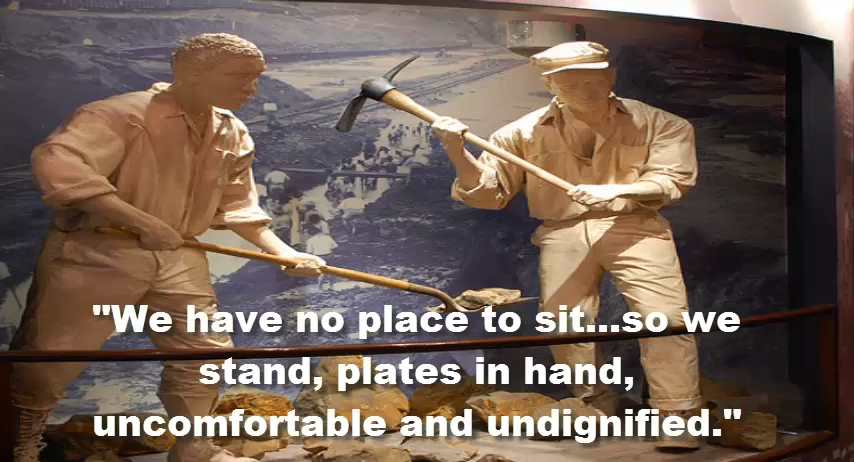 "We have no place to sit...so we
stand, plates in hand,
uncomfortable and undignified."